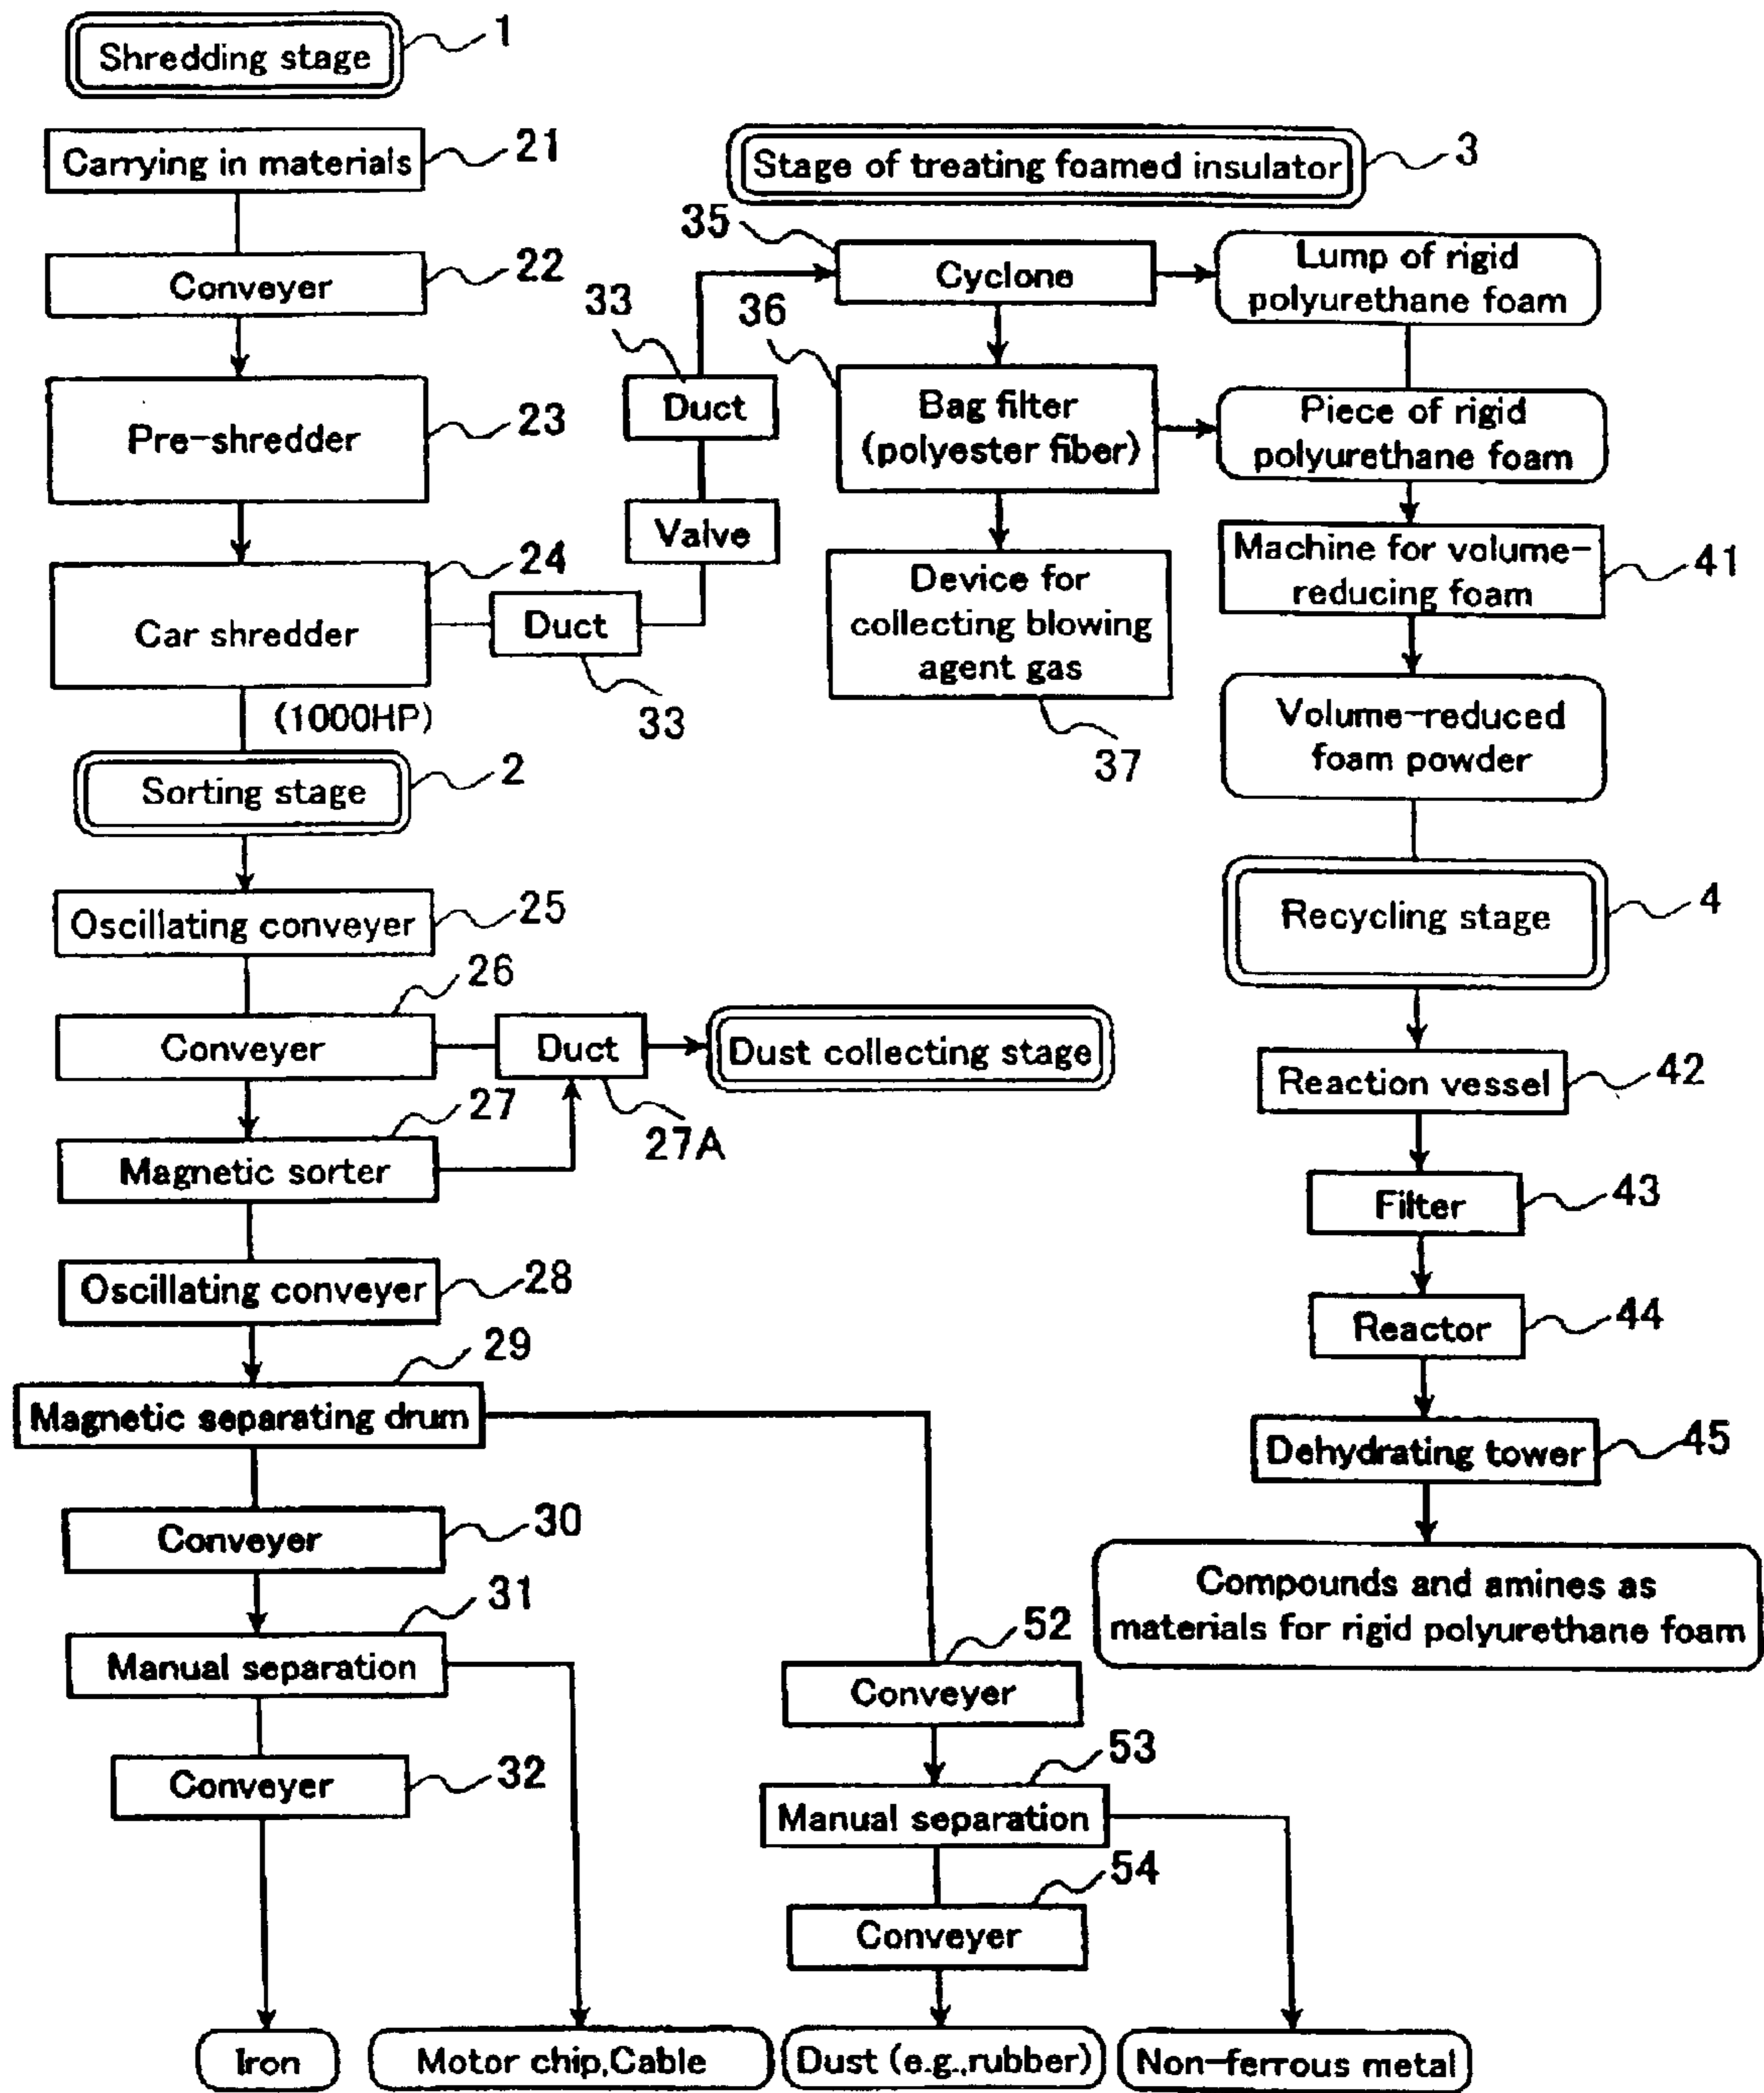 Shredding stage
1
Carrying in materials
21
Conveyer
22
Pre-shredder
23
Car shredder
24
(1000HP)
Duct
33
Valve
Duct
33
Stage of treating foamed insulator
3
35
Cyclone
Lump of rigid
polyurethane foam
36
Bag filter
(polyester fiber)
Piece of rigid
polyurethane foam
Device for
collecting blowing
agent gas
37
Machine for volume-
reducing foam
41
Volume-reduced
foam powder
Recycling stage
4
Reaction vessel
42
Filter
43
Reactor
44
Dehydrating tower
45
Compounds and amines as
materials for rigid polyurethane foam
Sorting stage
2
Oscillating conveyer
25
26
Conveyer
Duct
27A
Dust collecting stage
27
Magnetic sorter
Oscillating conveyer
28
29
Magnetic separating drum
Conveyer
30
31
Manual separation
Conveyer
32
52
Conveyer
53
Manual separation
54
Conveyer
Iron
Motor chip,Cable
Dust (e.g.,rubber)
Non-ferrous metal